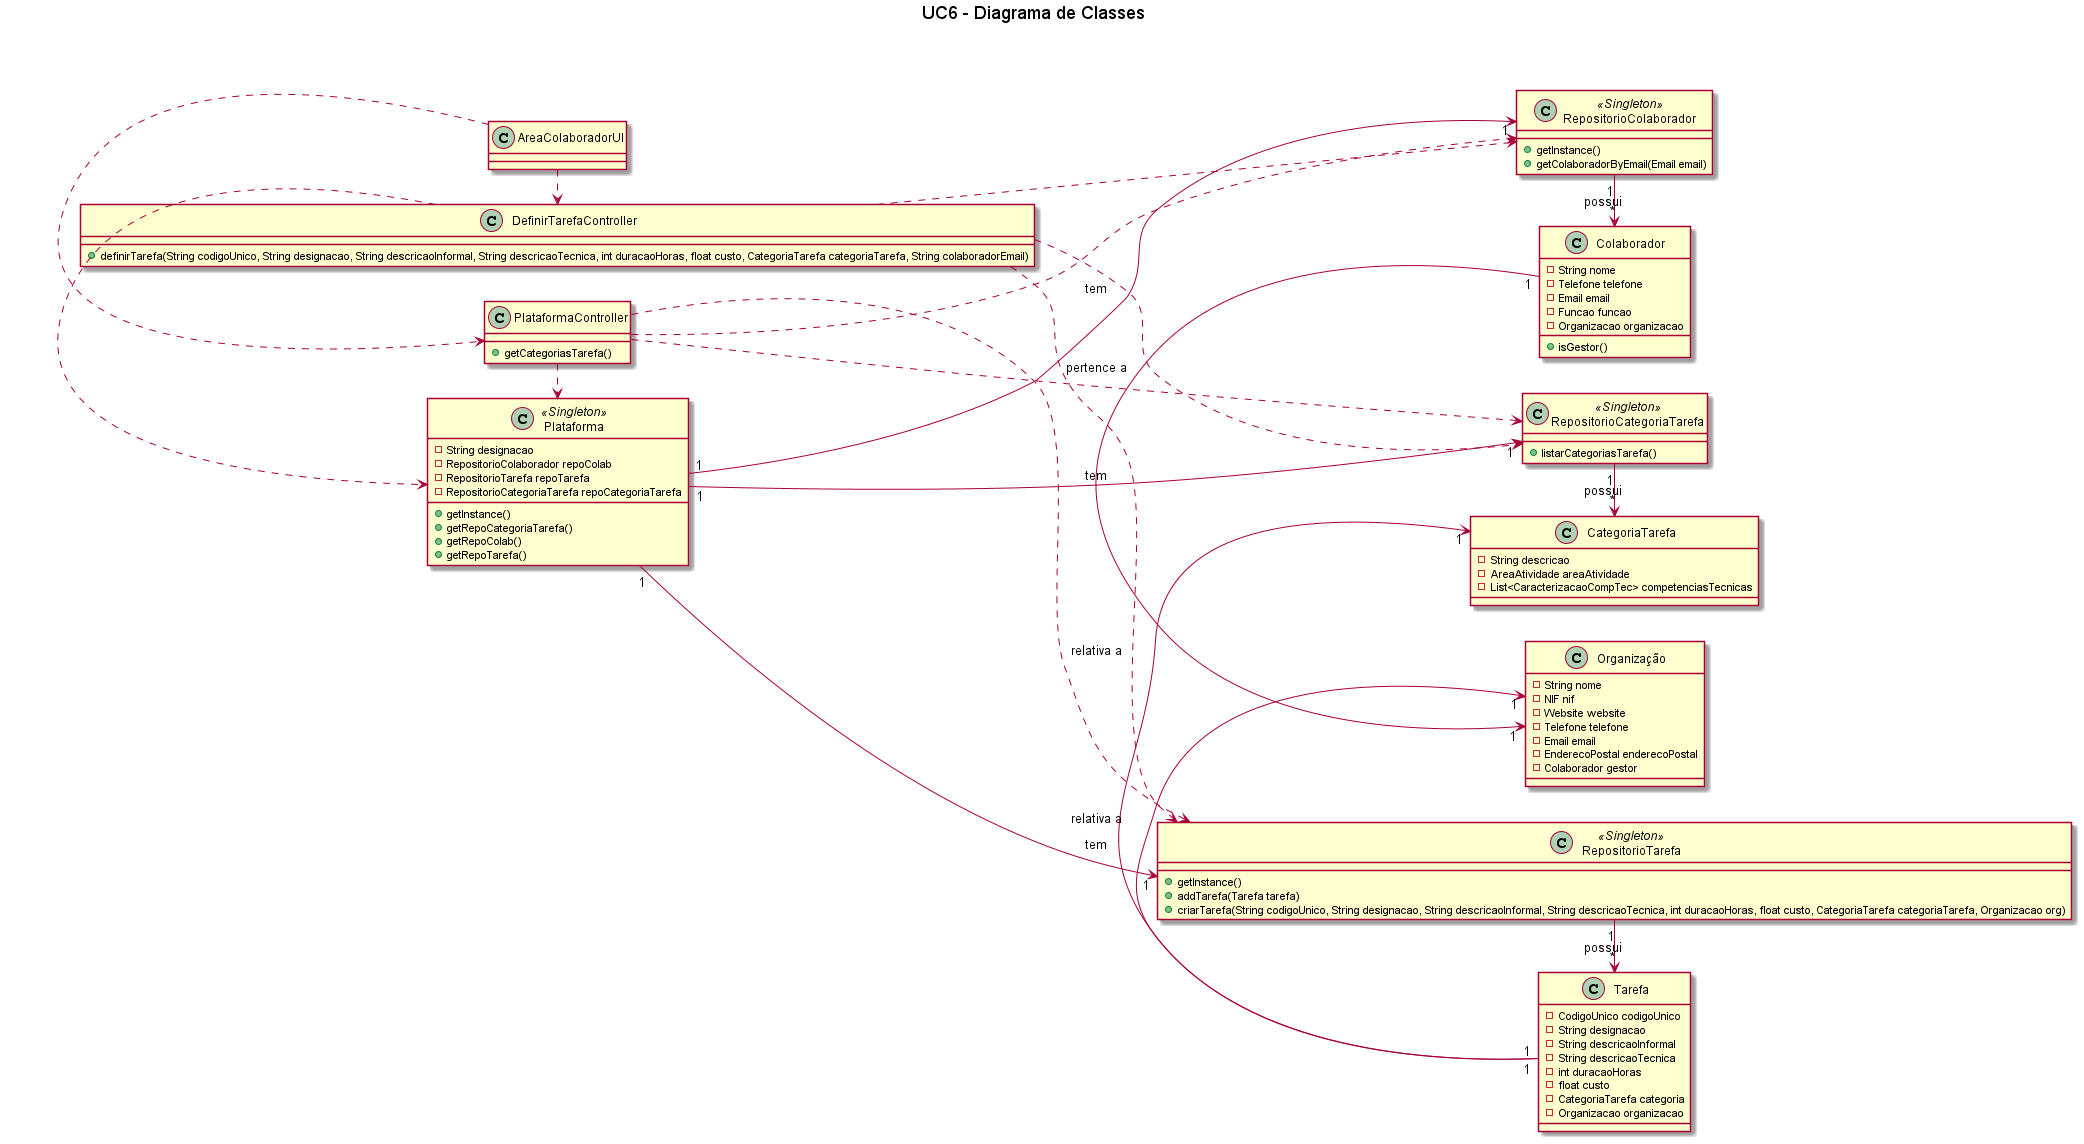 UC6 - Diagrama de Classes
C AreaColaboradorUI
C DefinirTarefaController
definirTarefa(String codigoUnico, String designacao, String descricaoInformal, String descricaoTecnica, int duracaoHoras, float custo, CategoriaTarefa categoriaTarefa, String colaboradorEmail)
C PlataformaController
getCategoriasTarefa()
C «Singleton»
Plataforma
String designacao
RepositorioColaborador repoColab
RepositorioTarefa repoTarefa
RepositorioCategoriaTarefa repoCategoriaTarefa
getInstance()
getRepoCategoriaTarefa()
getRepoColab()
getRepoTarefa()
1
1
1
tem
pertence a
tem
relativa a
relativa a
tem
C «Singleton»
RepositorioColaborador
1
getInstance()
getColaboradorByEmail(Email email)
1
possui
*
C Colaborador
String nome
Telefone telefone
Email email
Funcao funcao
Organizacao organizacao
isGestor()
1
C «Singleton»
RepositorioCategoriaTarefa
listarCategoriasTarefa()
1
1
possui
*
C CategoriaTarefa
1
String descricao
AreaAtividade areaAtividade
List<CaracterizacaoCompTec> competenciasTecnicas
C Organização
String nome
NIF nif
Website website
Telefone telefone
Email email
EnderecoPostal enderecoPostal
Colaborador gestor
1
1
C «Singleton»
RepositorioTarefa
1
getInstance()
addTarefa(Tarefa tarefa)
criarTarefa(String codigoUnico, String designacao, String descricaoInformal, String descricaoTecnica, int duracaoHoras, float custo, CategoriaTarefa categoriaTarefa, Organizacao org)
1
possui
*
C Tarefa
CodigoUnico codigoUnico
String designacao
String descricaoInformal
String descricaoTecnica
int duracaoHoras
float custo
CategoriaTarefa categoria
Organizacao organizacao
1
1